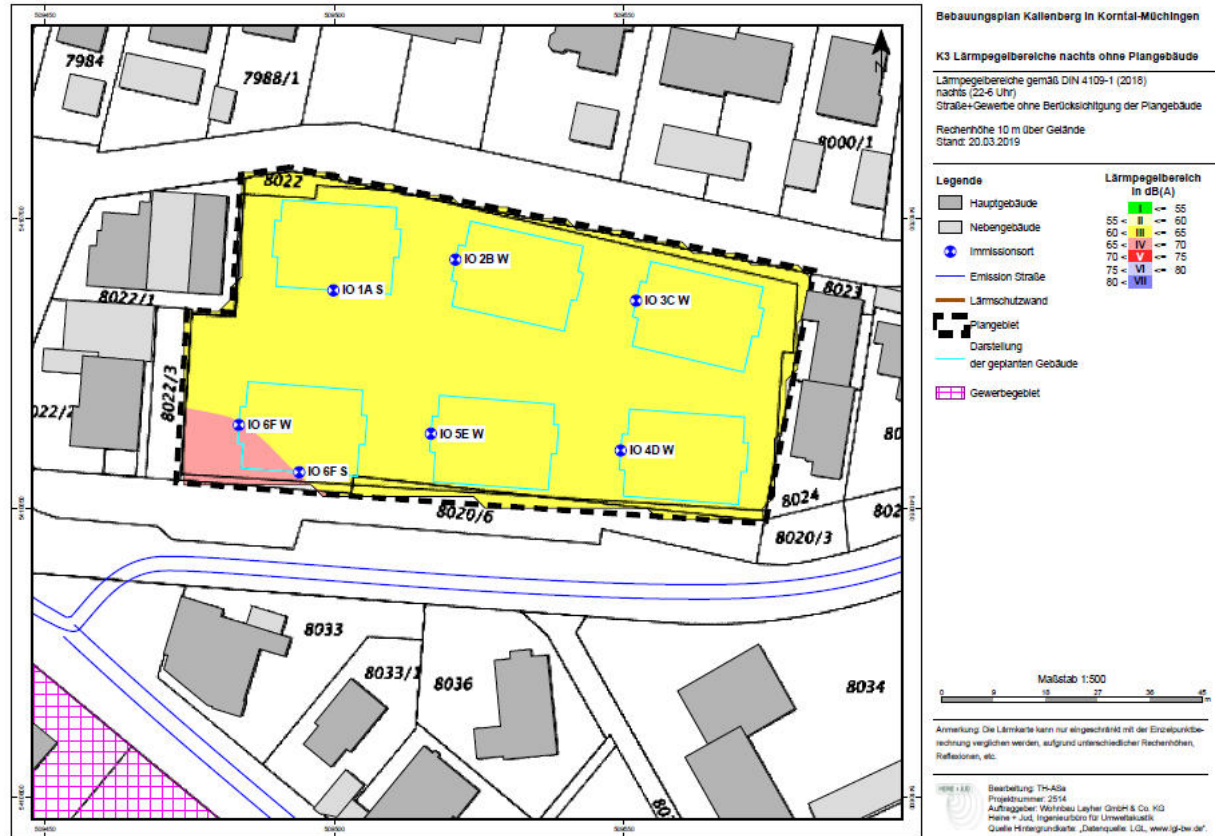 Bebauungsplan Kallenberg in Korntal-Müchingen
K3 Lärmpegelbereiche nachts ohne Plangebäude
Lärmpegelbereiche gemäß DIN 4109-1 (2018)
nachts (22-6 Uhr)
Straße+Gewerbe ohne Berücksichitgung der Plangebäude
Rechenhöhe 10 m über Gelände
Stand: 20.03.2019
Legende
Hauptgebäude
Nebengebäude
Immissionsort
Emission Straße
Lärmschutzwand
Plangebiet
Darstellung
der geplanten Gebäude
Gewerbegebiet
Lärmpegelbereich
in dB(A)
I <= 55
55 < II <= 60
60 < III <= 65
65 < IV <= 70
70 < V <= 75
75 < VI <= 80
80 < VII
Maßstab 1:500
0 9 18 27 36 45
m
Anmerkung: Die Lärmkarte kann nur eingeschränkt mit der Einzelpunktbe-
rechnung verglichen werden, aufgrund unterschiedlicher Rechenhöhen,
Reflexionen, etc.
Bearbeitung: TH-ASa
Projektnummer: 2514
Auftraggeber: Wohnbau Layher GmbH & Co. KG
Heine + Jud, Ingenieurbüro für Umweltakustik
Quelle Hintergrundkarte: „Datenquelle: LGL, www.lgl-bw.de“.
7984
7988/1
8000/1
8022
8022/1
8023
IO 2B W
IO 1A S
IO 3C W
8022/3
022/2
IO 6F W
IO 5E W
IO 4D W
IO 6F S
80
8024
802
8020/6
8020/3
8033
8033/1
8036
8034